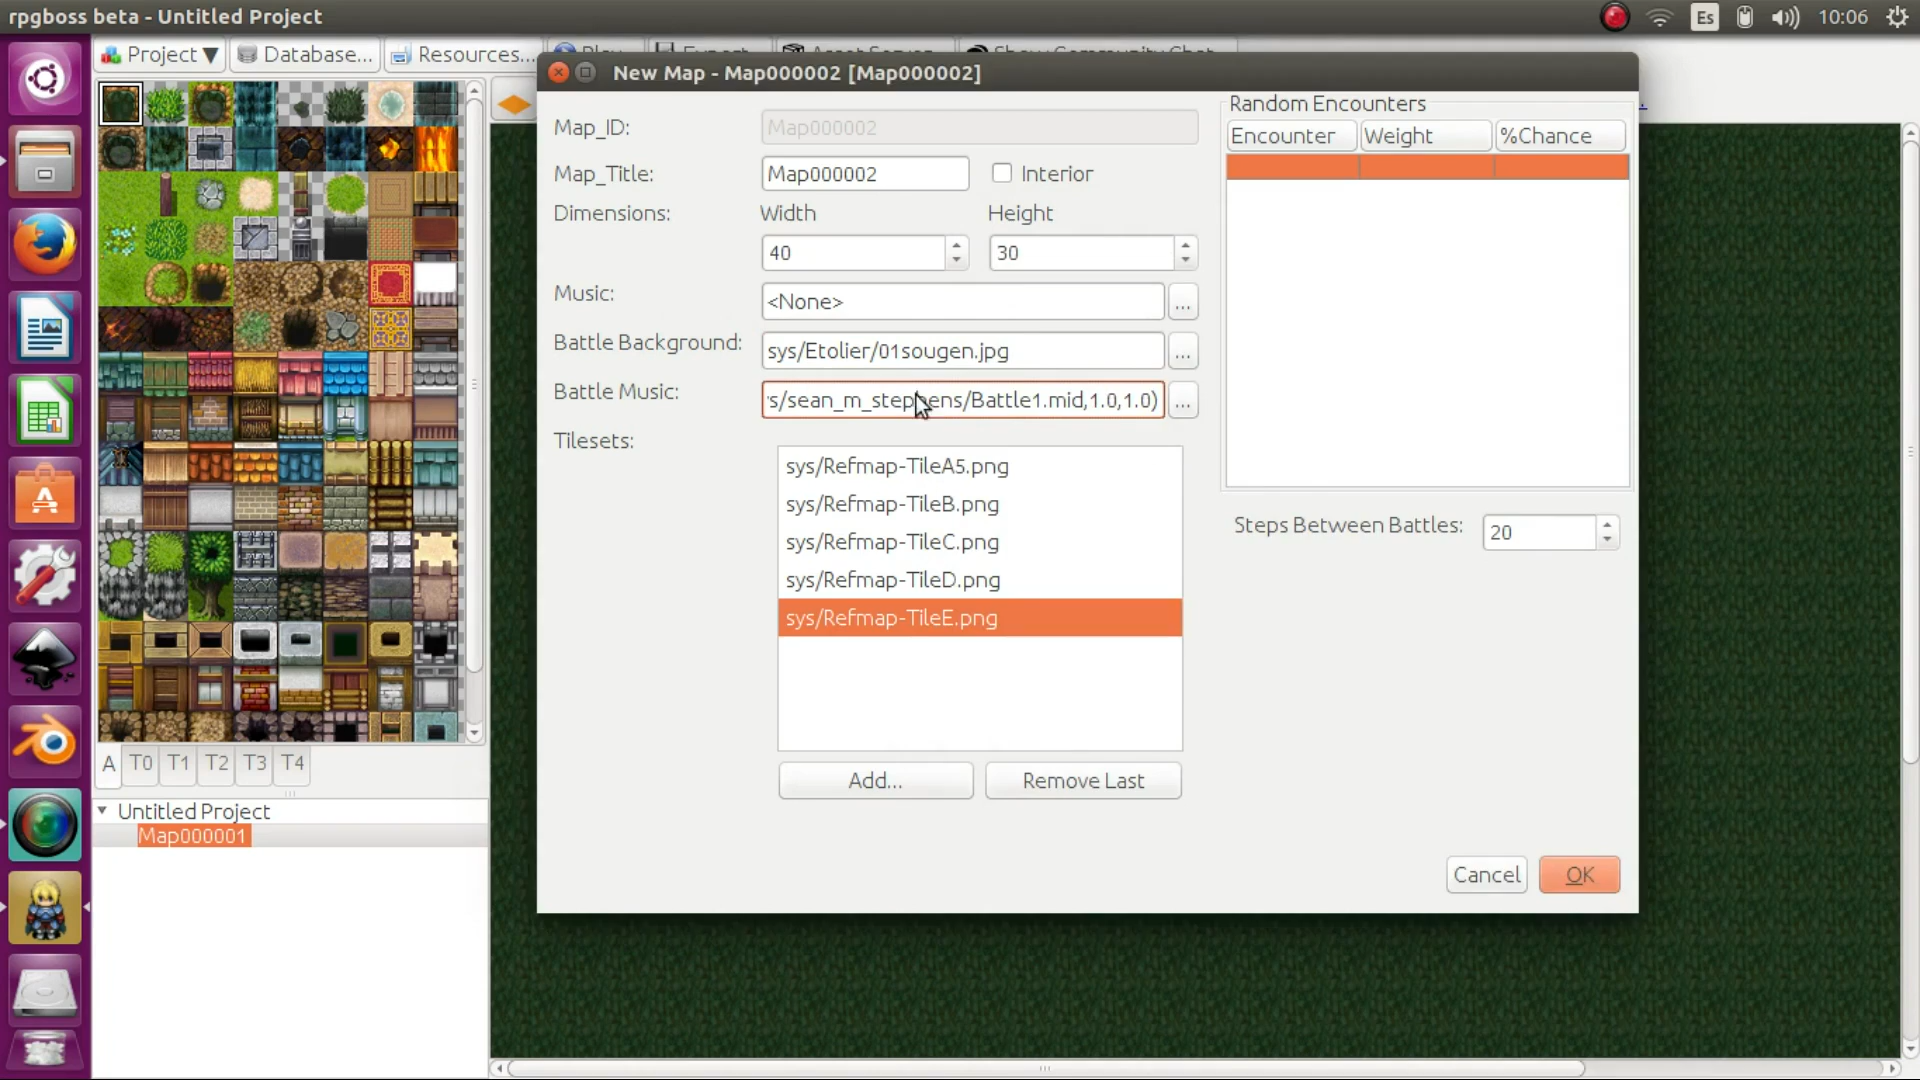 rpgboss beta - Untitled Project
Es
10:06
Project ▼
Database...
Resources...
New Map - Map000002 [Map000002]
Map_ID:
Map000002
Map_Title:
Map000002
Interior
Dimensions:
Width
Height
40
30
Music:
<None>
...
Battle Background:
sys/Etolier/01sougen.jpg
...
Battle Music:
s/sean_m_stephens/Battle1.mid,1.0,1.0)
...
Tilesets:
sys/Refmap-TileA5.png
sys/Refmap-TileB.png
sys/Refmap-TileC.png
sys/Refmap-TileD.png
sys/Refmap-TileE.png
Add...
Remove Last
Random Encounters
Encounter
Weight
%Chance
Steps Between Battles:
20
Cancel
OK
A
T0
T1
T2
T3
T4
Untitled Project
Map000001